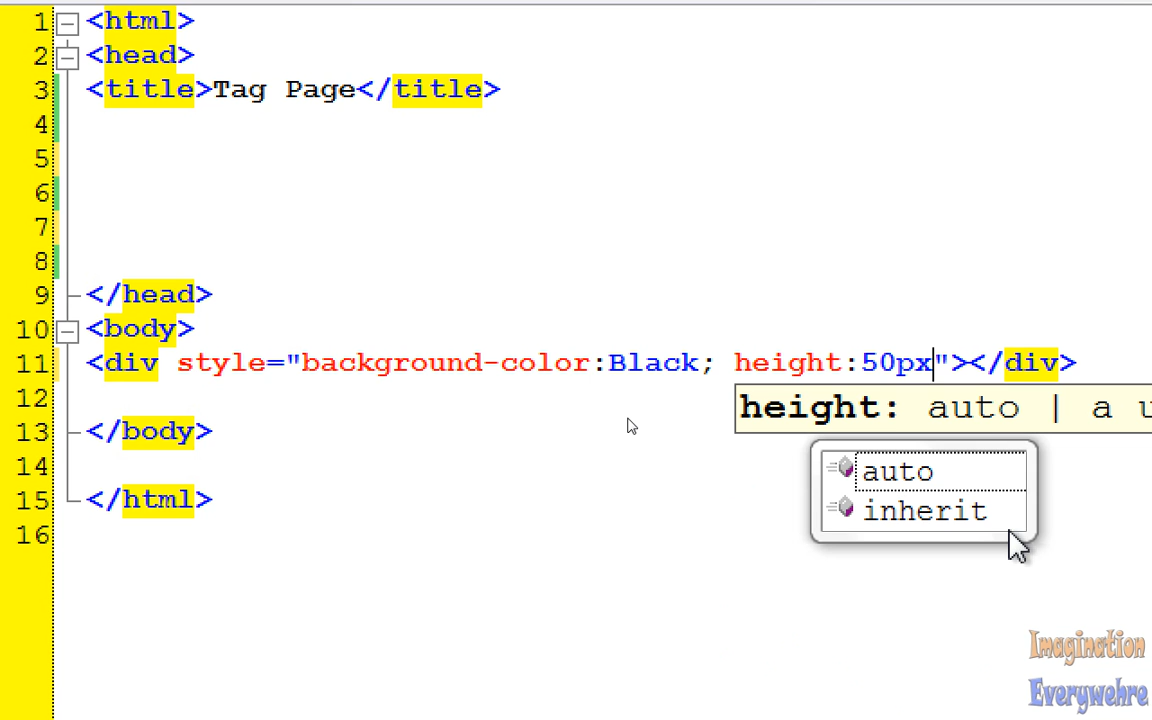 1 <html>
2 <head>
3 <title>Tag Page</title>
4
5
6
7
8
9 </head>
10 <body>
11 <div style="background-color:Black; height:50px"></div>
12
height: auto | a u
13 </body>
auto
14
15 </html>
inherit
16
Imagination
Everywehre